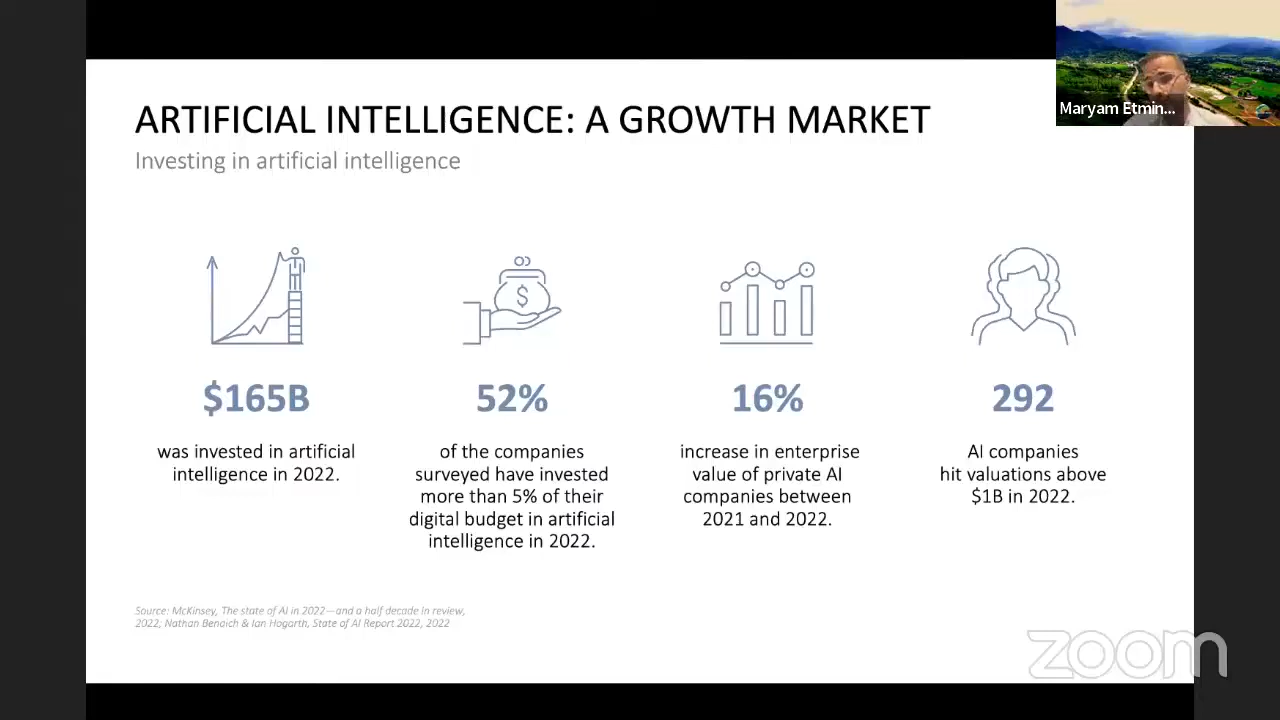 ARTIFICIAL INTELLIGENCE: A GROWTH MARKET
Investing in artificial intelligence
Maryam Etmin...
$
$165B
was invested in artificial
intelligence in 2022.
52%
of the companies
surveyed have invested
more than 5% of their
digital budget in artificial
intelligence in 2022.
16%
increase in enterprise
value of private AI
companies between
2021 and 2022.
292
AI companies
hit valuations above
$1B in 2022.
Source: McKinsey, The state of AI in 2022—and a half decade in review,
2022; Nathan Benaich & Ian Hogarth, State of AI Report 2022, 2022
zoom